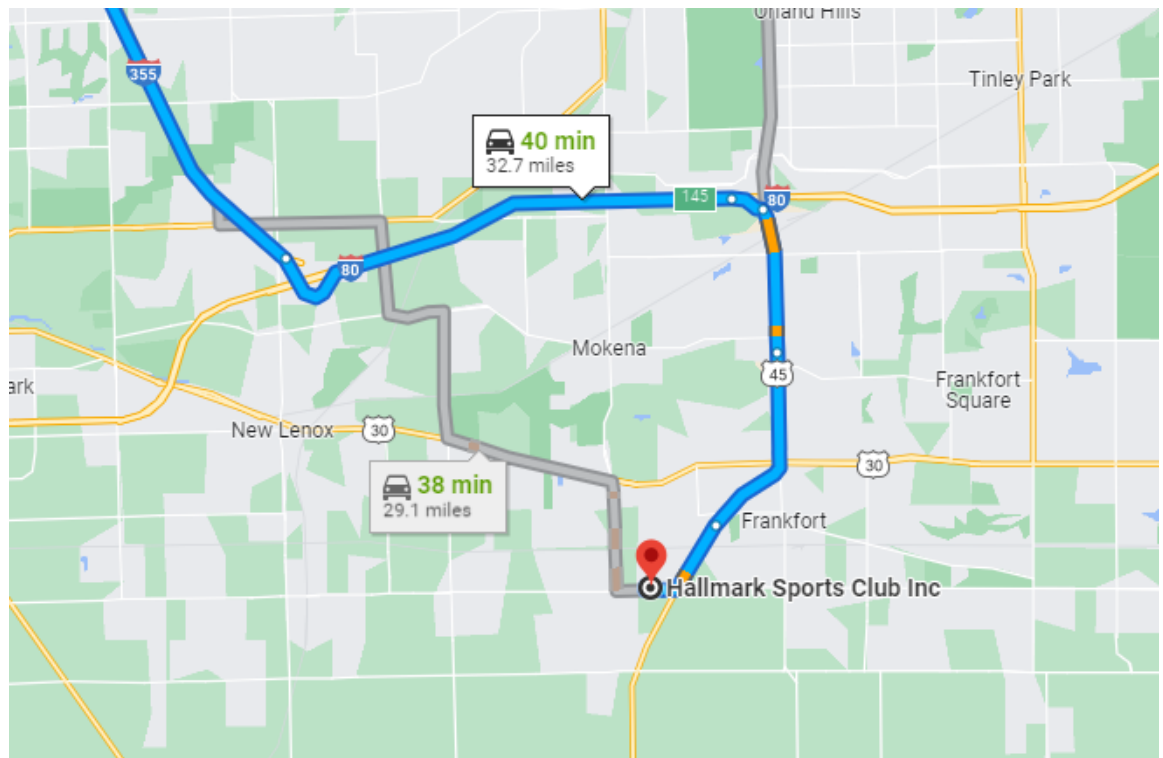 Orland Hills
355
Tinley Park
40 min
32.7 miles
145
80
80
Mokena
45
ark
Frankfort
Square
New Lenox
30
30
38 min
29.1 miles
Frankfort
Hallmark Sports Club Inc